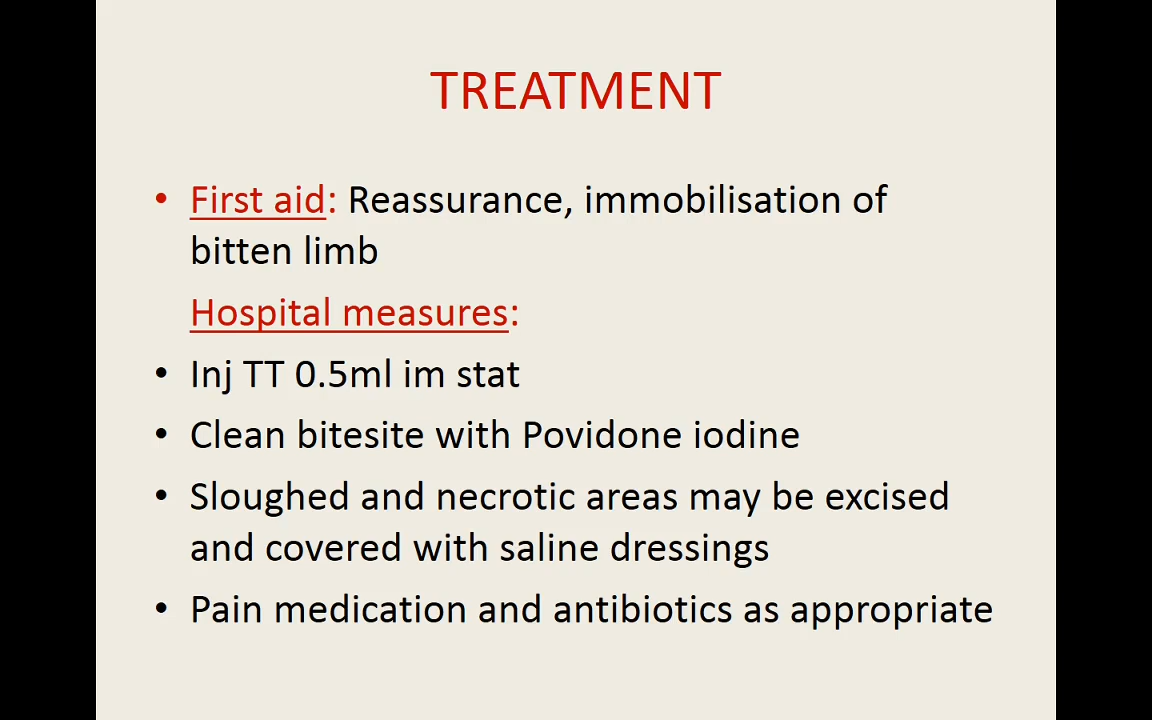 TREATMENT
• First aid: Reassurance, immobilisation of
bitten limb
Hospital measures:
• Inj TT 0.5ml im stat
• Clean bitesite with Povidone iodine
• Sloughed and necrotic areas may be excised
and covered with saline dressings
• Pain medication and antibiotics as appropriate